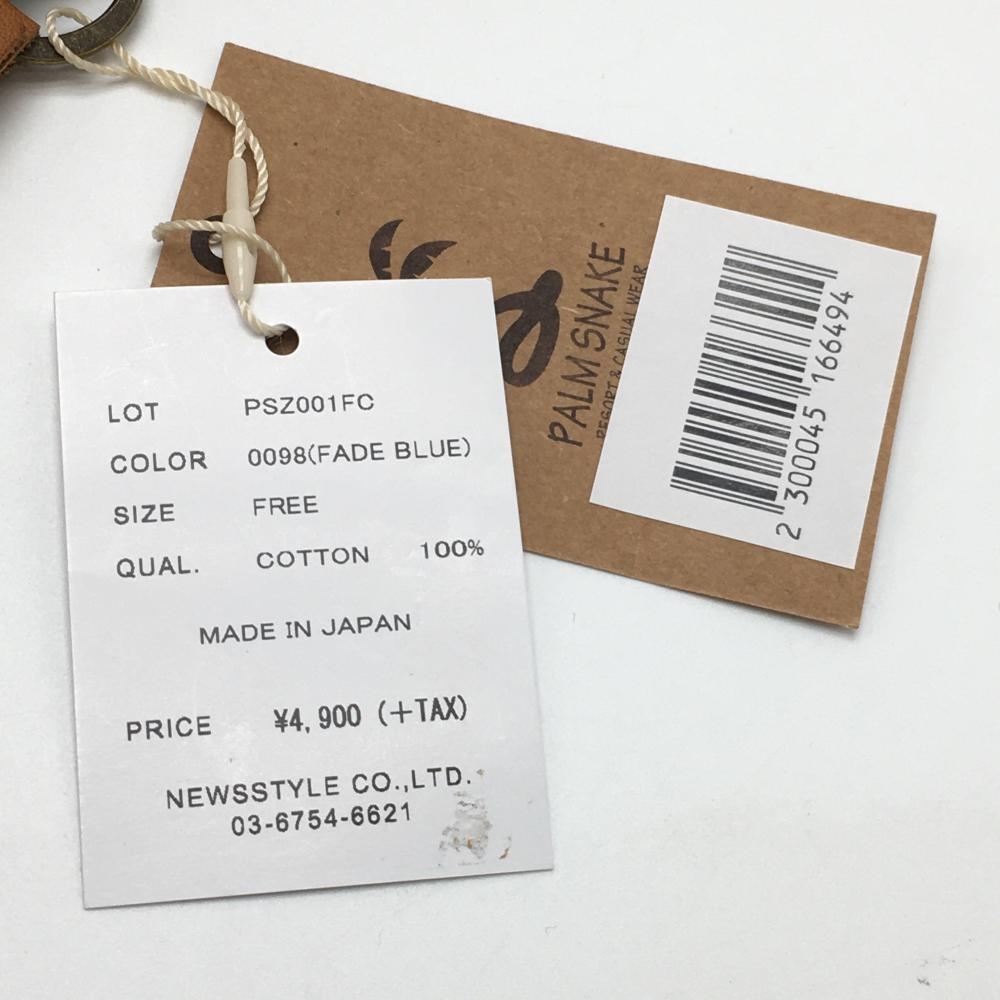 LOT PSZ001FC
COLOR 0098(FADE BLUE)
SIZE FREE
QUAL. COTTON 100%
MADE IN JAPAN
PRICE ¥4,900 (+TAX)
NEWSSTYLE CO.,LTD.
03-6754-6621
PALM SNAKE
RESORT & CASUAL WEAR
2 300045 166494